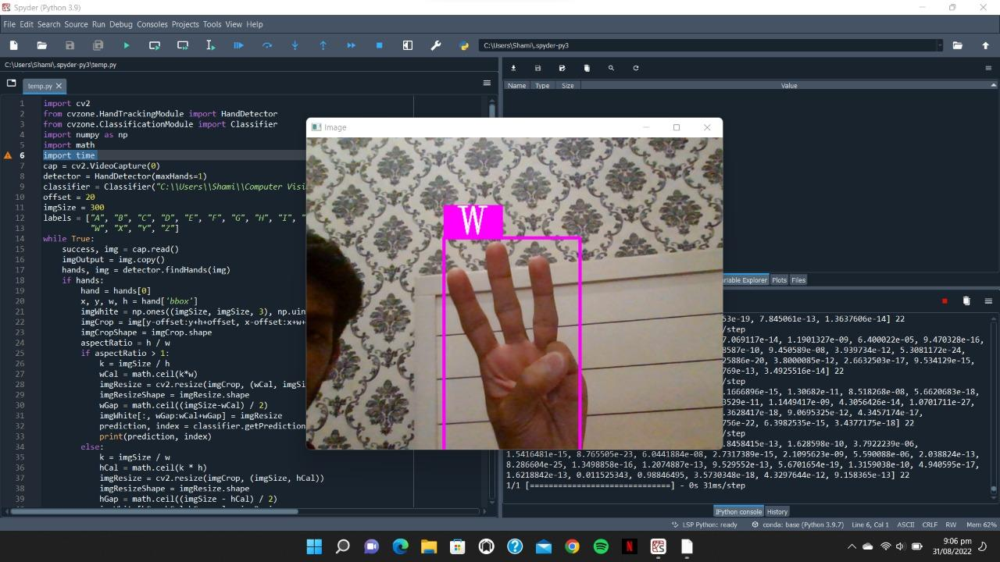 Spyder (Python 3.9)
File Edit Search Source Run Debug Consoles Projects Tools View Help
C:\Users\Shami\.spyder-py3
C:\Users\Shami\.spyder-py3\temp.py
temp.py
Name Type Size Value
1 import cv2
2 from cvzone.HandTrackingModule import HandDetector
3 from cvzone.ClassificationModule import Classifier
4 import numpy as np
5 import math
6 import time
7 cap = cv2.VideoCapture(0)
8 detector = HandDetector(maxHands=1)
9 classifier = Classifier("C:\\Users\\Shami\\Computer Visi
10 offset = 20
11 imgSize = 300
12 labels = ["A", "B", "C", "D", "E", "F", "G", "H", "I", "
13 "W", "X", "Y", "Z"]
14 while True:
15 success, img = cap.read()
16 imgOutput = img.copy()
17 hands, img = detector.findHands(img)
18 if hands:
19 hand = hands[0]
20 x, y, w, h = hand['bbox']
21 imgWhite = np.ones((imgSize, imgSize, 3), np.uin
22 imgCrop = img[y-offset:y+h+offset, x-offset:x+w+
23 imgCropShape = imgCrop.shape
24 aspectRatio = h / w
25 if aspectRatio > 1:
26 k = imgSize / h
27 wCal = math.ceil(k*w)
28 imgResize = cv2.resize(imgCrop, (wCal, imgSi
29 imgResizeShape = imgResize.shape
30 wGap = math.ceil((imgSize-wCal) / 2)
31 imgWhite[:, wGap:wCal+wGap] = imgResize
32 prediction, index = classifier.getPrediction
33 print(prediction, index)
34 else:
35 k = imgSize / w
36 hCal = math.ceil(k * h)
37 imgResize = cv2.resize(imgCrop, (imgSize, hCal))
38 imgResizeShape = imgResize.shape
39 hGap = math.ceil((imgSize - hCal) / 2)
Image
W
ariable Explorer Plots Files
53e-19, 7.845061e-13, 1.3637606e-14] 22
/step
7.069117e-14, 1.1901327e-09, 6.400022e-05, 9.470328e-16,
8587e-10, 9.450589e-08, 3.939734e-12, 5.3081172e-24,
25886e-20, 3.8000085e-12, 2.6632503e-17, 9.534129e-15,
769e-13, 3.4925516e-14] 22
/step
.1666896e-15, 1.30682e-11, 8.518268e-08, 5.6620683e-18,
3529e-11, 1.1449417e-09, 4.3056426e-14, 1.0701711e-27,
.3628417e-18, 9.0695325e-12, 4.3457174e-17,
756e-22, 6.3982535e-15, 3.4377175e-18] 22
/step
.8458415e-13, 1.628598e-10, 3.7922239e-06,
1.5416481e-15, 8.765505e-23, 6.0441884e-08, 2.7317389e-15, 2.1095623e-09, 5.590088e-06, 2.038824e-13,
8.286604e-25, 1.3498858e-16, 1.2074887e-13, 9.529552e-13, 5.6701654e-19, 1.3159038e-10, 4.940595e-17,
1.6218842e-13, 0.011525343, 0.98846495, 3.5730348e-18, 4.3297644e-12, 9.158365e-13] 22
1/1 [==============================] - 0s 31ms/step
IPython console History
LSP Python: ready conda: base (Python 3.9.7) Line 6, Col 1 ASCII CRLF RW Mem 62%
9:06 pm
31/08/2022